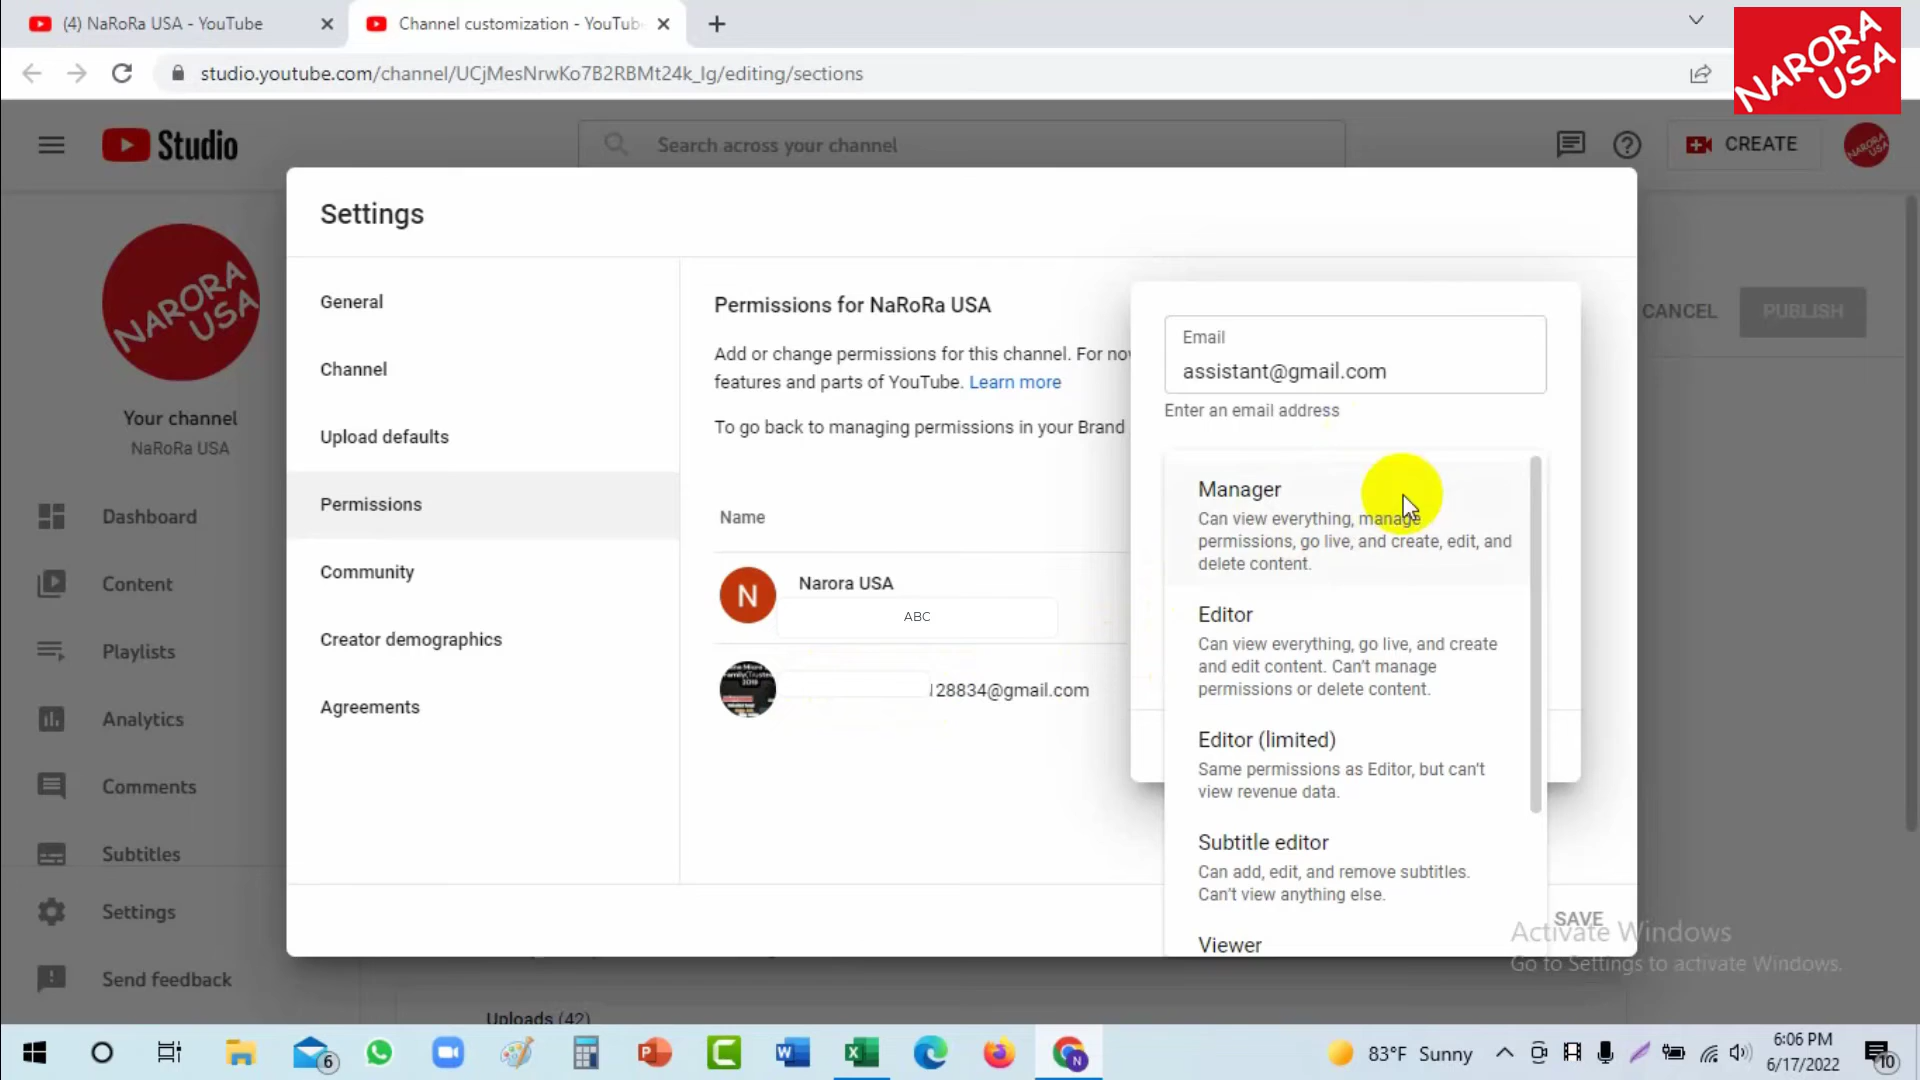 (4) NaRoRa USA - YouTube
Channel customization - YouTub
studio.youtube.com/channel/UCjMesNrwKo7B2RBMt24k_Ig/editing/sections
NARORA
USA
Studio
Search across your channel
CREATE
NARORA
USA
Your channel
NaRoRa USA
Dashboard
Content
Playlists
Analytics
Comments
Subtitles
Settings
Send feedback
CANCEL
PUBLISH
Settings
General
Channel
Upload defaults
Permissions
Community
Creator demographics
Agreements
Permissions for NaRoRa USA
Add or change permissions for this channel. For now
features and parts of YouTube. Learn more
To go back to managing permissions in your Brand
Name
N
Narora USA
ABC
128834@gmail.com
Email
assistant@gmail.com
Enter an email address
Manager
Can view everything, manage
permissions, go live, and create, edit, and
delete content.
Editor
Can view everything, go live, and create
and edit content. Can't manage
permissions or delete content.
Editor (limited)
Same permissions as Editor, but can't
view revenue data.
Subtitle editor
Can add, edit, and remove subtitles.
Can't view anything else.
Viewer
SAVE
Activate Windows
Go to Settings to activate Windows.
Uploads (42)
6
N
83°F Sunny
6:06 PM
6/17/2022
10